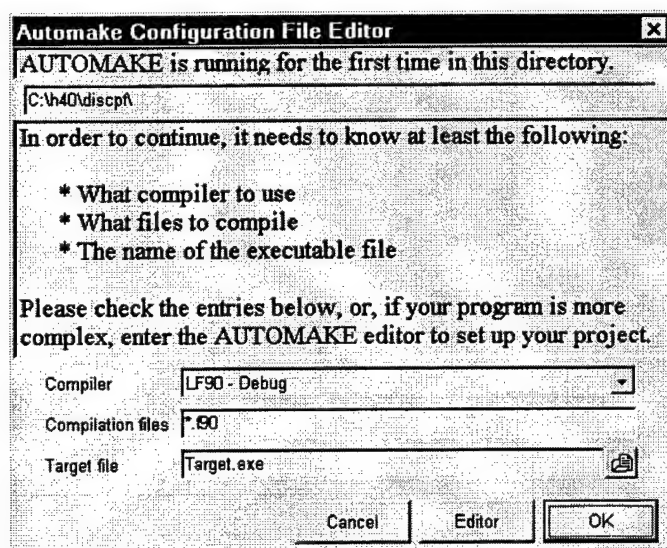 Automake Configuration File Editor
AUTOMAKE is running for the first time in this directory.
C:\h40\discpf\
In order to continue, it needs to know at least the following:
* What compiler to use
* What files to compile
* The name of the executable file
Please check the entries below, or, if your program is more
complex, enter the AUTOMAKE editor to set up your project.
Compiler LF90 - Debug
Compilation files *.f90
Target file Target.exe
Cancel Editor OK